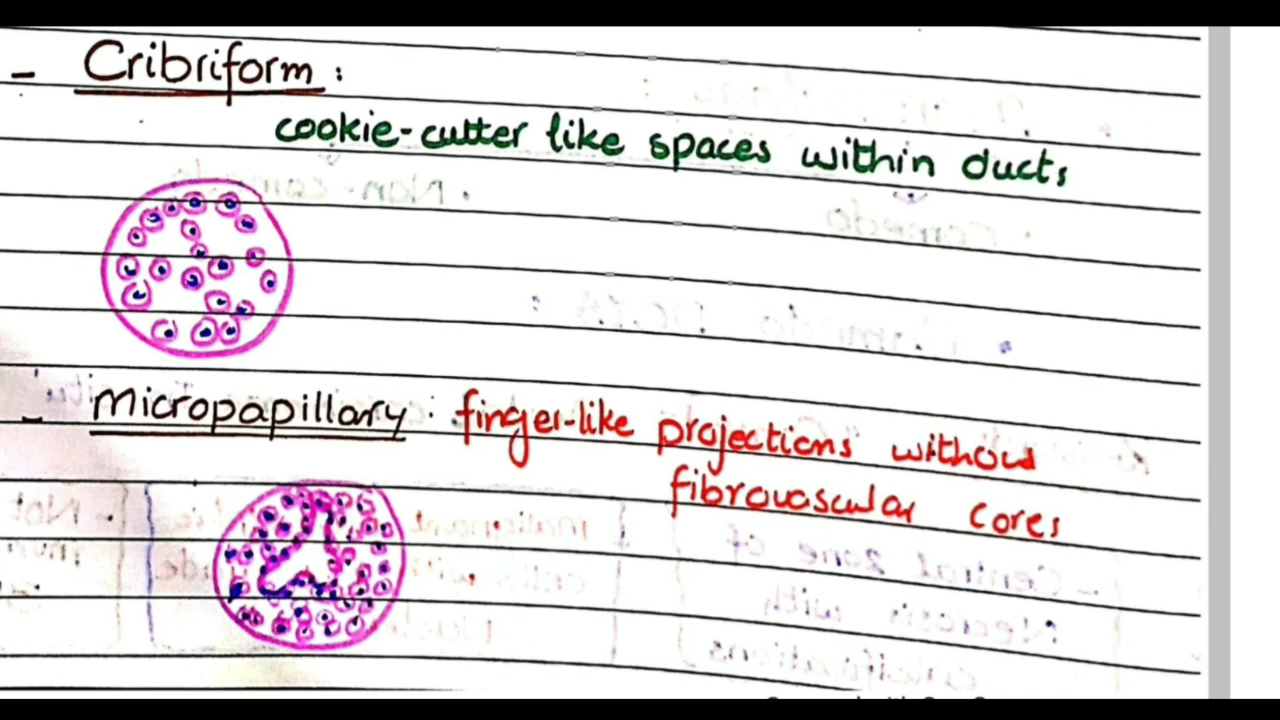 - Cribriform :
cookie-cutter like spaces within ducts
- Micropapillary : finger-like projections without
fibrovascular cores